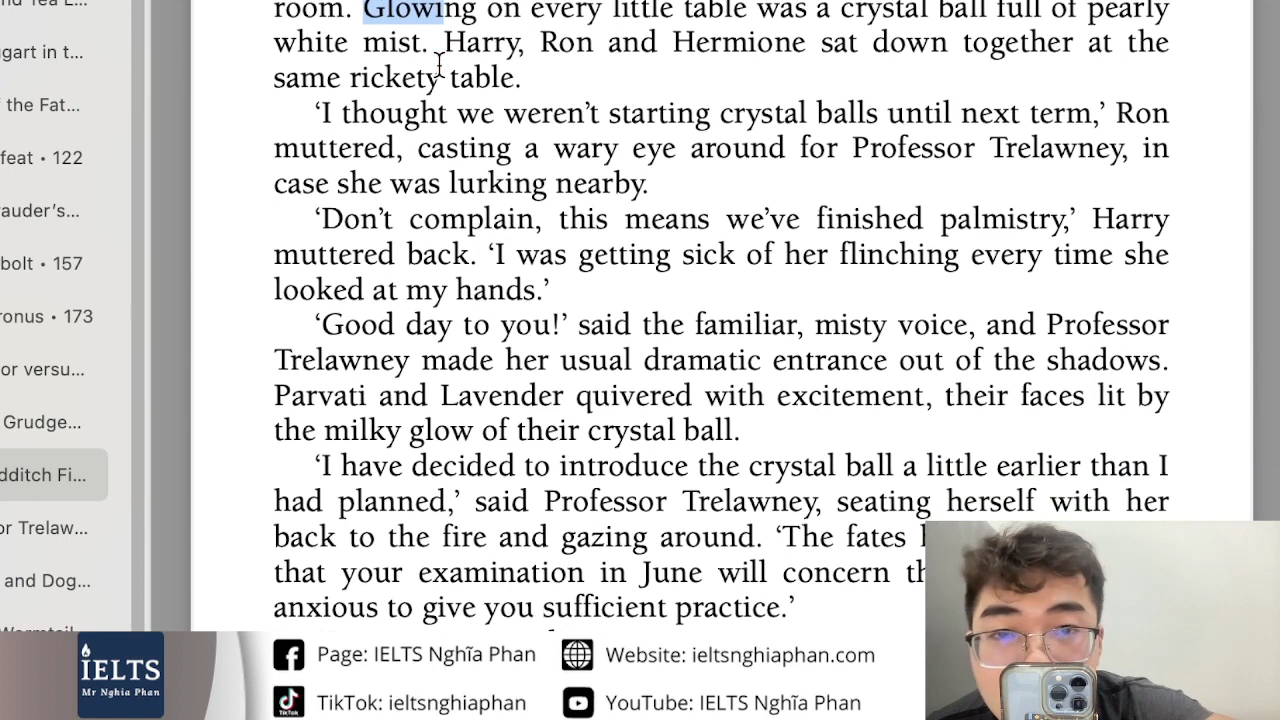 nd Tea L...
ggart in t...
f the Fat...
efeat • 122
rauder's...
bolt • 157
ronus • 173
or versu...
Grudge...
dditch Fi...
or Trelaw...
and Dog...
room. Glowing on every little table was a crystal ball full of pearly
white mist. Harry, Ron and Hermione sat down together at the
same rickety table.
‘I thought we weren’t starting crystal balls until next term,’ Ron
muttered, casting a wary eye around for Professor Trelawney, in
case she was lurking nearby.
‘Don’t complain, this means we’ve finished palmistry,’ Harry
muttered back. ‘I was getting sick of her flinching every time she
looked at my hands.’
‘Good day to you!’ said the familiar, misty voice, and Professor
Trelawney made her usual dramatic entrance out of the shadows.
Parvati and Lavender quivered with excitement, their faces lit by
the milky glow of their crystal ball.
‘I have decided to introduce the crystal ball a little earlier than I
had planned,’ said Professor Trelawney, seating herself with her
back to the fire and gazing around. ‘The fates
that your examination in June will concern
anxious to give you sufficient practice.’
IELTS
Mr Nghia Phan
Page: IELTS Nghĩa Phan
Website: ieltsnghiaphan.com
TikTok
TikTok: ieltsnghiaphan
YouTube: IELTS Nghĩa Phan